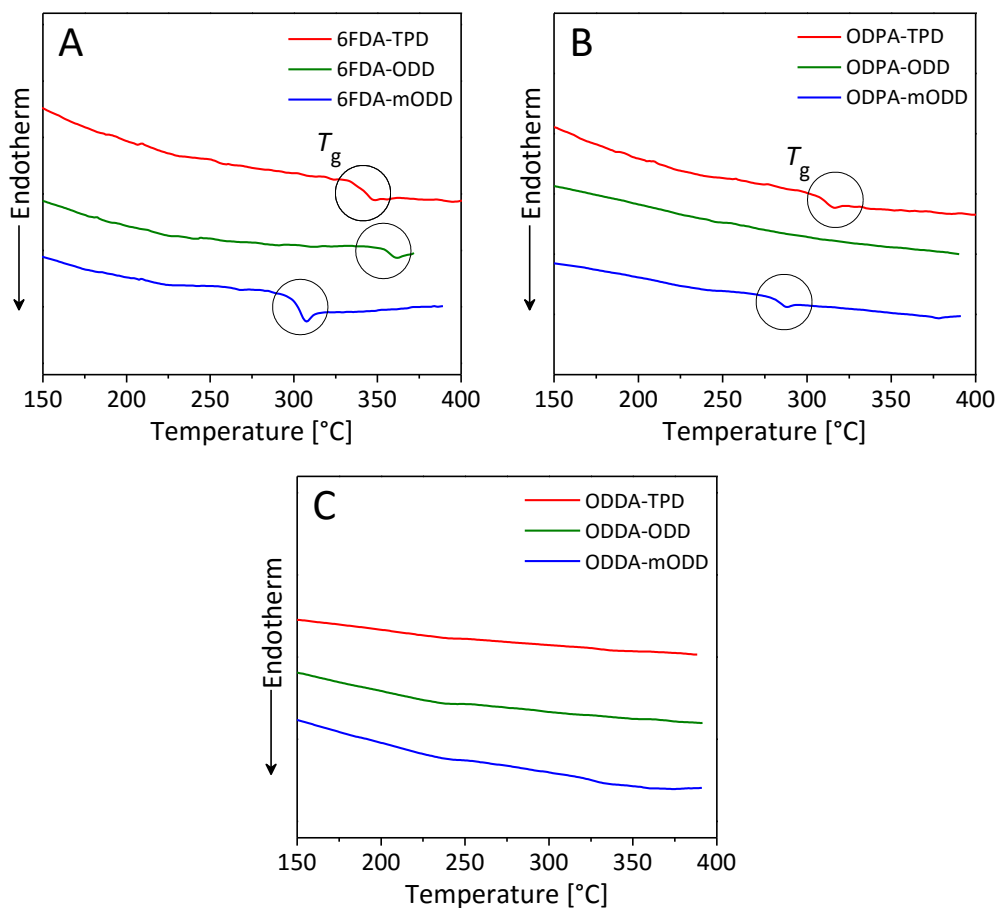 A
6FDA-TPD
6FDA-ODD
6FDA-mODD
Tg
Endotherm
150 200 250 300 350 400
Temperature [°C]
B
ODPA-TPD
ODPA-ODD
ODPA-mODD
Tg
Endotherm
150 200 250 300 350 400
Temperature [°C]
C
ODDA-TPD
ODDA-ODD
ODDA-mODD
Endotherm
150 200 250 300 350 400
Temperature [°C]